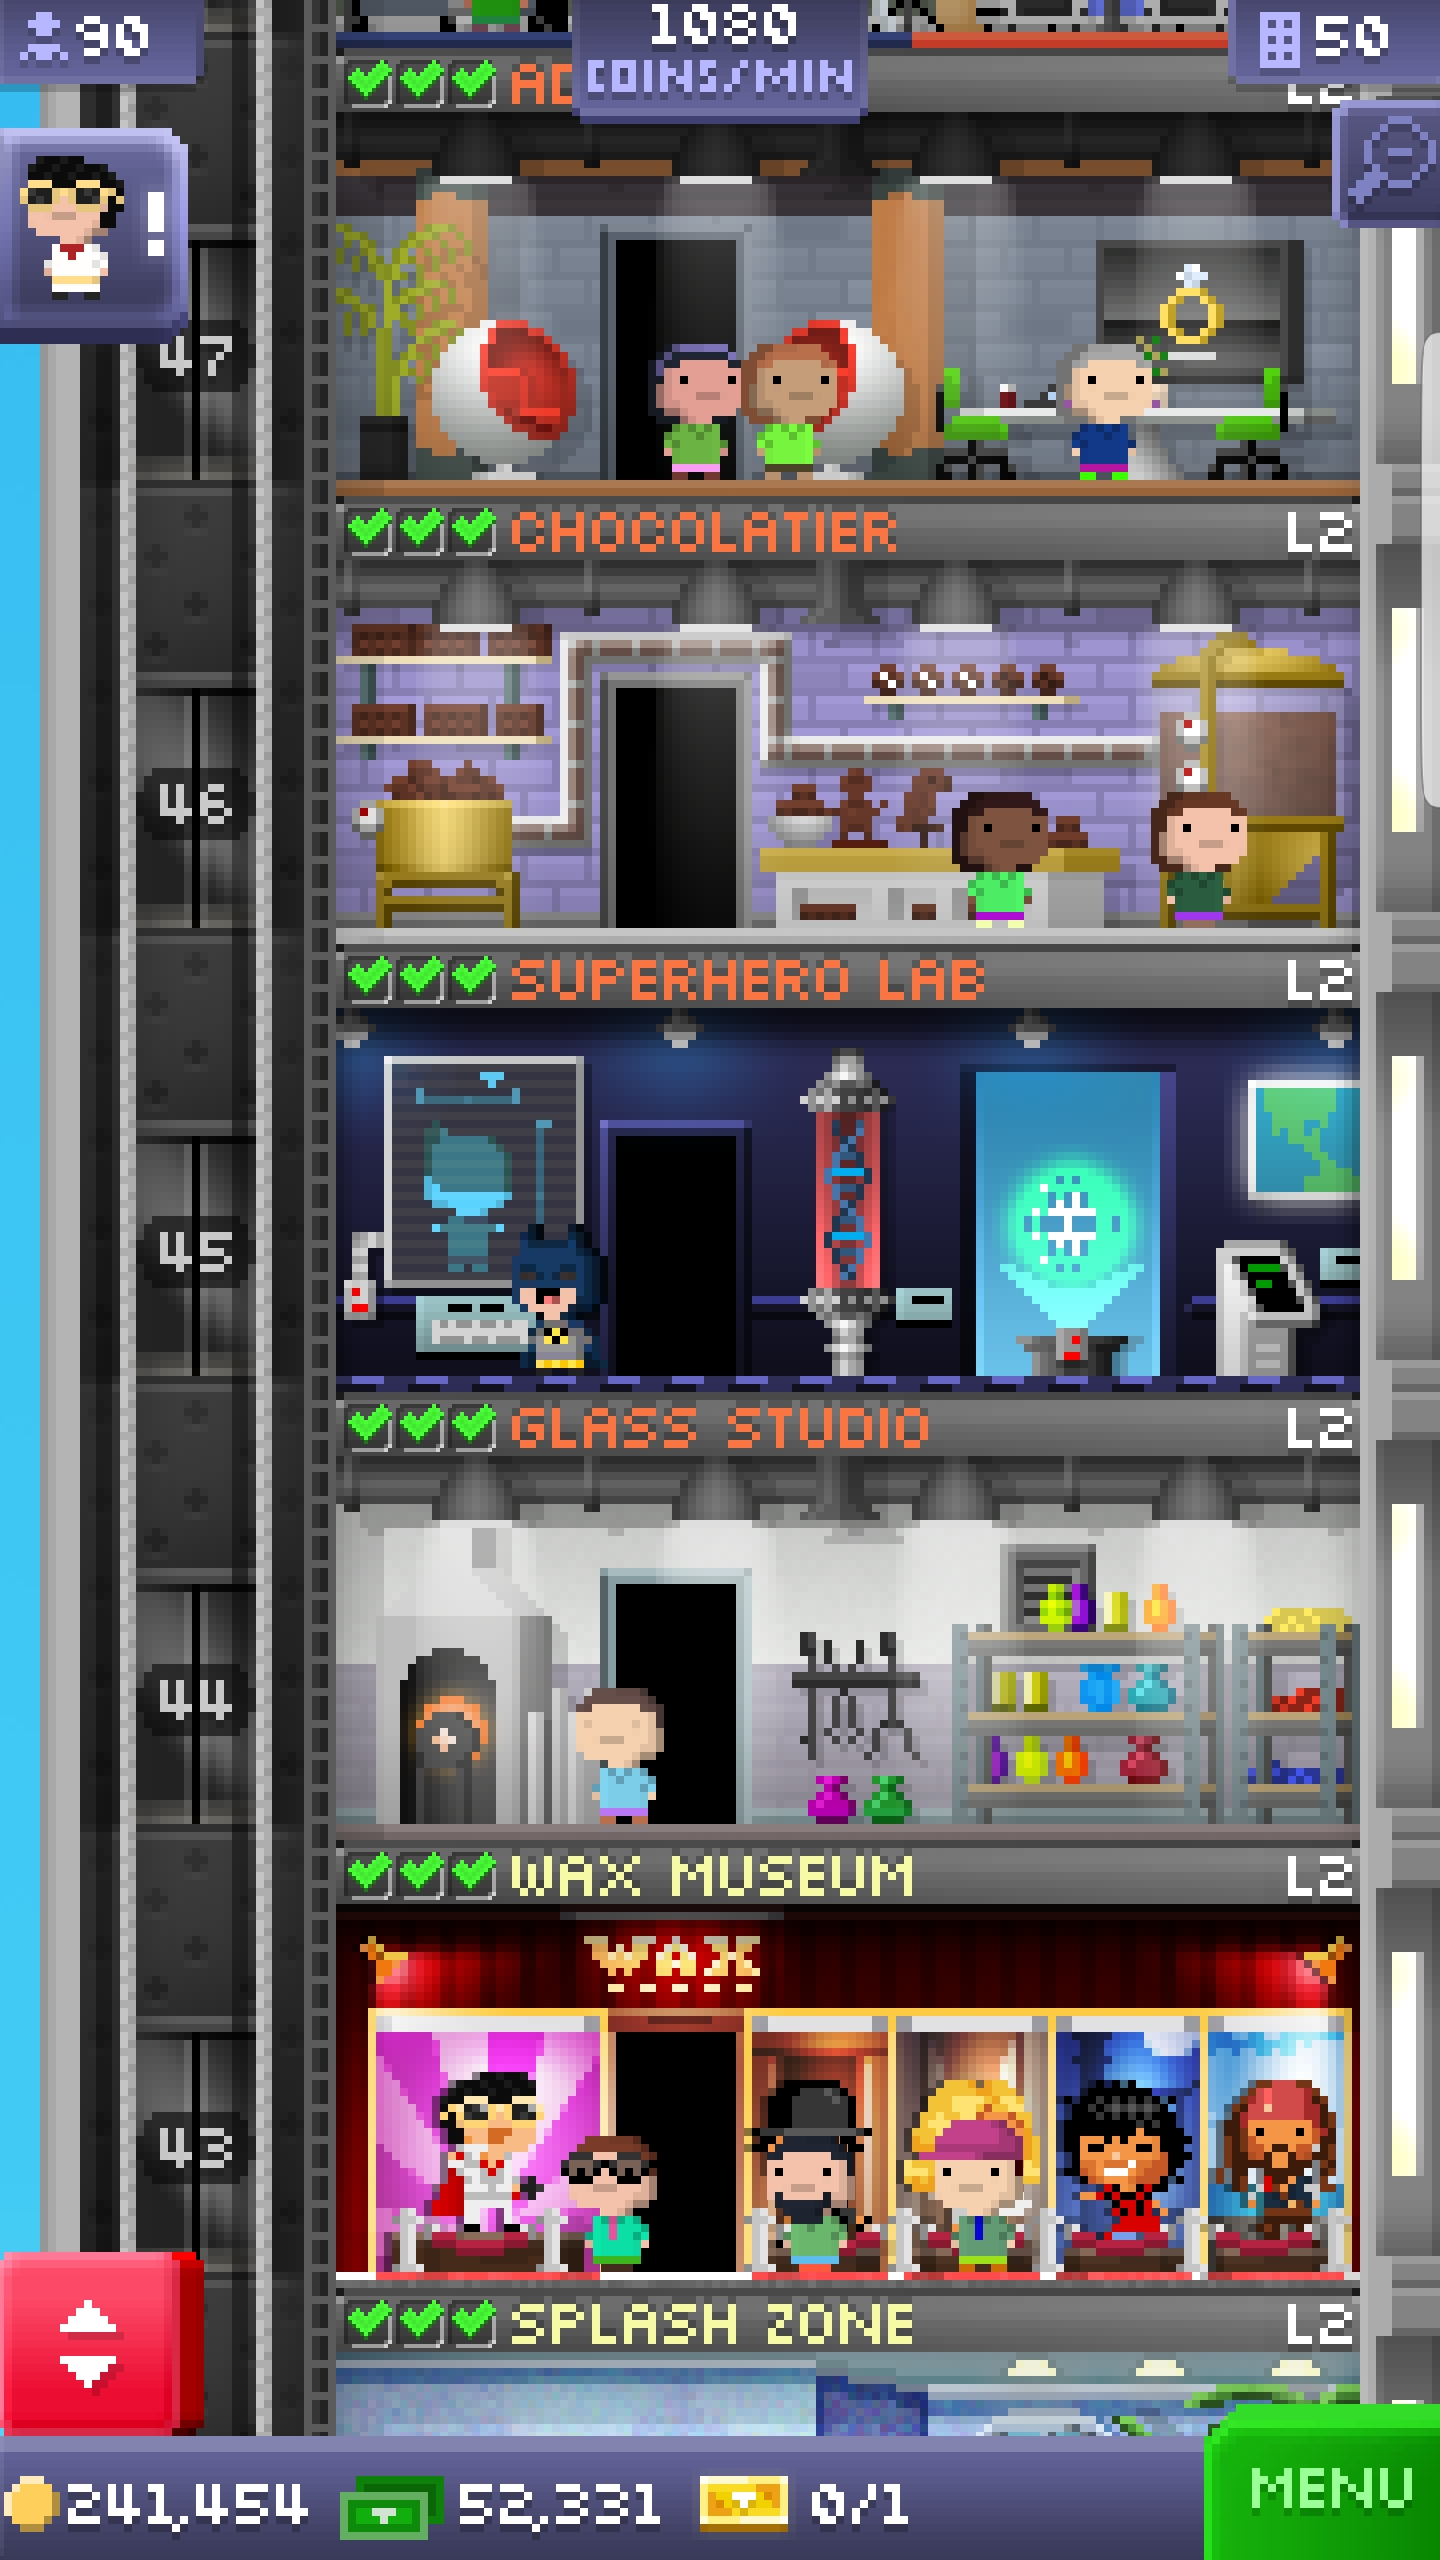 90
1080
50
COINS/MIN
AD
L2
!
47
CHOCOLATIER L2
46
SUPERHERO LAB L2
45
GLASS STUDIO L2
44
WAX MUSEUM L2
WAX
43
SPLASH ZONE L2
241,454 52,331 0/1 MENU